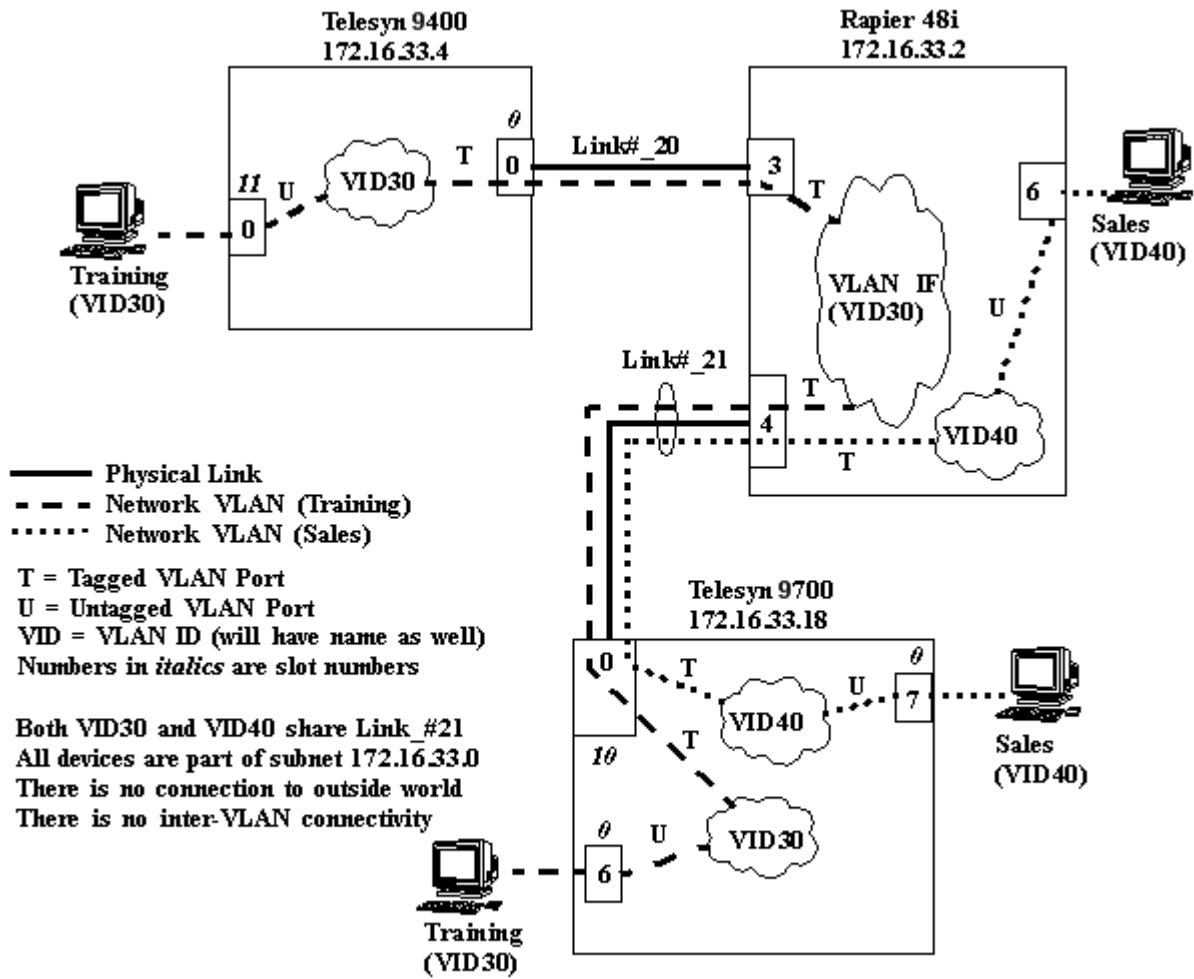 Telesyn 9400
172.16.33.4
Rapier 48i
172.16.33.2
0
Link#_20
T
0
3
VID30
U
11
0
T
6
Training
(VID30)
Sales
(VID40)
VLAN IF
(VID30)
U
Link#_21
T
4
VID40
T
Physical Link
Network VLAN (Training)
Network VLAN (Sales)
T = Tagged VLAN Port
U = Untagged VLAN Port
VID = VLAN ID (will have name as well)
Numbers in italics are slot numbers
Both VID30 and VID40 share Link_#21
All devices are part of subnet 172.16.33.0
There is no connection to outside world
There is no inter-VLAN connectivity
Telesyn 9700
172.16.33.18
0
T
U
0
7
VID40
10
T
Sales
(VID40)
0
U
VID30
6
Training
(VID30)